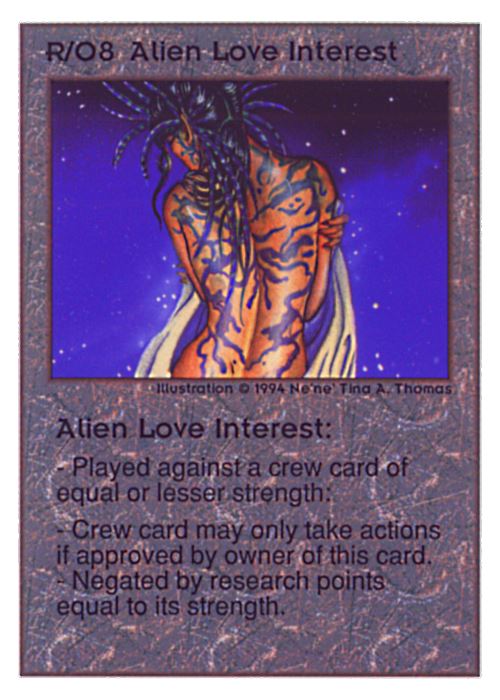 R/O8 Alien Love Interest
Illustration © 1994 Ne'ne' Tina A. Thomas
Alien Love Interest:
- Played against a crew card of
equal or lesser strength:
- Crew card may only take actions
if approved by owner of this card.
- Negated by research points
equal to its strength.